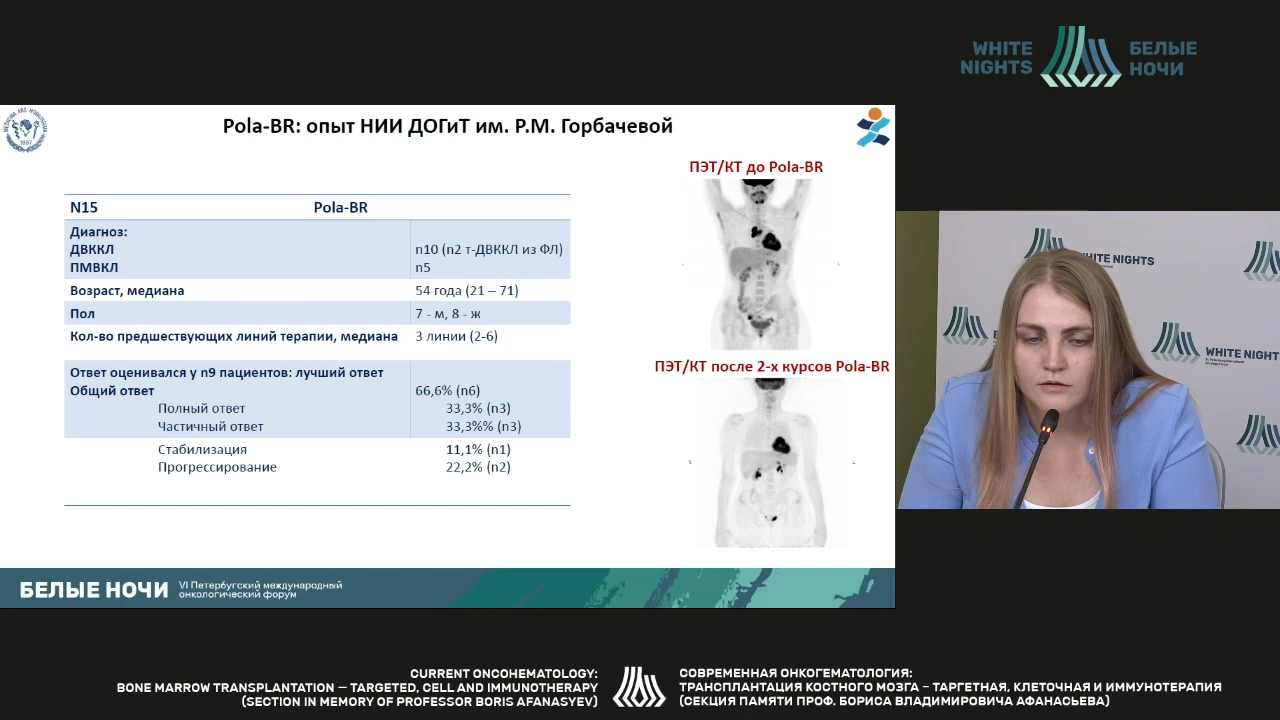 WHITE
NIGHTS
БЕЛЫЕ
НОЧИ
Pola-BR: опыт НИИ ДОГиТ им. Р.М. Горбачевой
1897
N15 Pola-BR
Диагноз:
ДВККЛ n10 (n2 т-ДВККЛ из ФЛ)
ПМВКЛ n5
Возраст, медиана 54 года (21 – 71)
Пол 7 - м, 8 - ж
Кол-во предшествующих линий терапии, медиана 3 линии (2-6)
Ответ оценивался у n9 пациентов: лучший ответ
Общий ответ 66,6% (n6)
Полный ответ 33,3% (n3)
Частичный ответ 33,3%% (n3)
Стабилизация 11,1% (n1)
Прогрессирование 22,2% (n2)
ПЭТ/КТ до Pola-BR
ПЭТ/КТ после 2-х курсов Pola-BR
WHITE NIGHTS
WHITE NIGHTS
БЕЛЫЕ НОЧИ
VI Петербугский международный
онкологический форум
CURRENT ONCOHEMATOLOGY:
BONE MARROW TRANSPLANTATION — TARGETED, CELL AND IMMUNOTHERAPY
(SECTION IN MEMORY OF PROFESSOR BORIS AFANASYEV)
СОВРЕМЕННАЯ ОНКОГЕМАТОЛОГИЯ:
ТРАНСПЛАНТАЦИЯ КОСТНОГО МОЗГА – ТАРГЕТНАЯ, КЛЕТОЧНАЯ И ИММУНОТЕРАПИЯ
(СЕКЦИЯ ПАМЯТИ ПРОФ. БОРИСА ВЛАДИМИРОВИЧА АФАНАСЬЕВА)